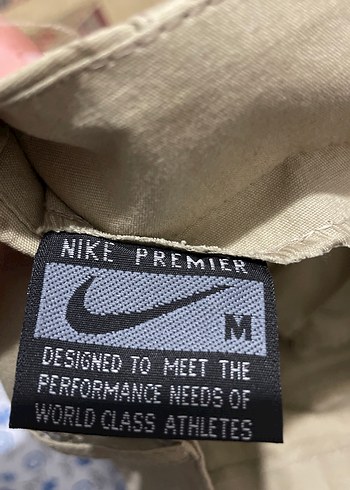 NIKE PREMIER
M
DESIGNED TO MEET THE
PERFORMANCE NEEDS OF
WORLD CLASS ATHLETES